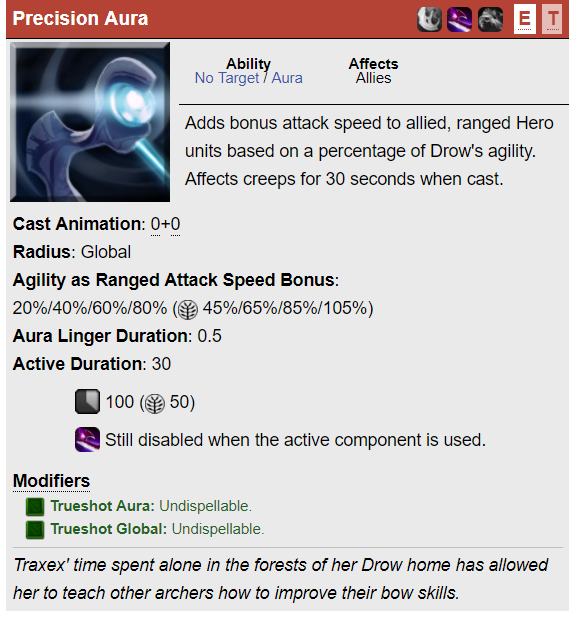 Precision Aura E T
Ability Affects
No Target / Aura Allies
Adds bonus attack speed to allied, ranged Hero
units based on a percentage of Drow's agility.
Affects creeps for 30 seconds when cast.
Cast Animation: 0+0
Radius: Global
Agility as Ranged Attack Speed Bonus:
20%/40%/60%/80% ( 45%/65%/85%/105%)
Aura Linger Duration: 0.5
Active Duration: 30
100 ( 50)
Still disabled when the active component is used.
Modifiers
Trueshot Aura: Undispellable.
Trueshot Global: Undispellable.
Traxex' time spent alone in the forests of her Drow home has allowed
her to teach other archers how to improve their bow skills.